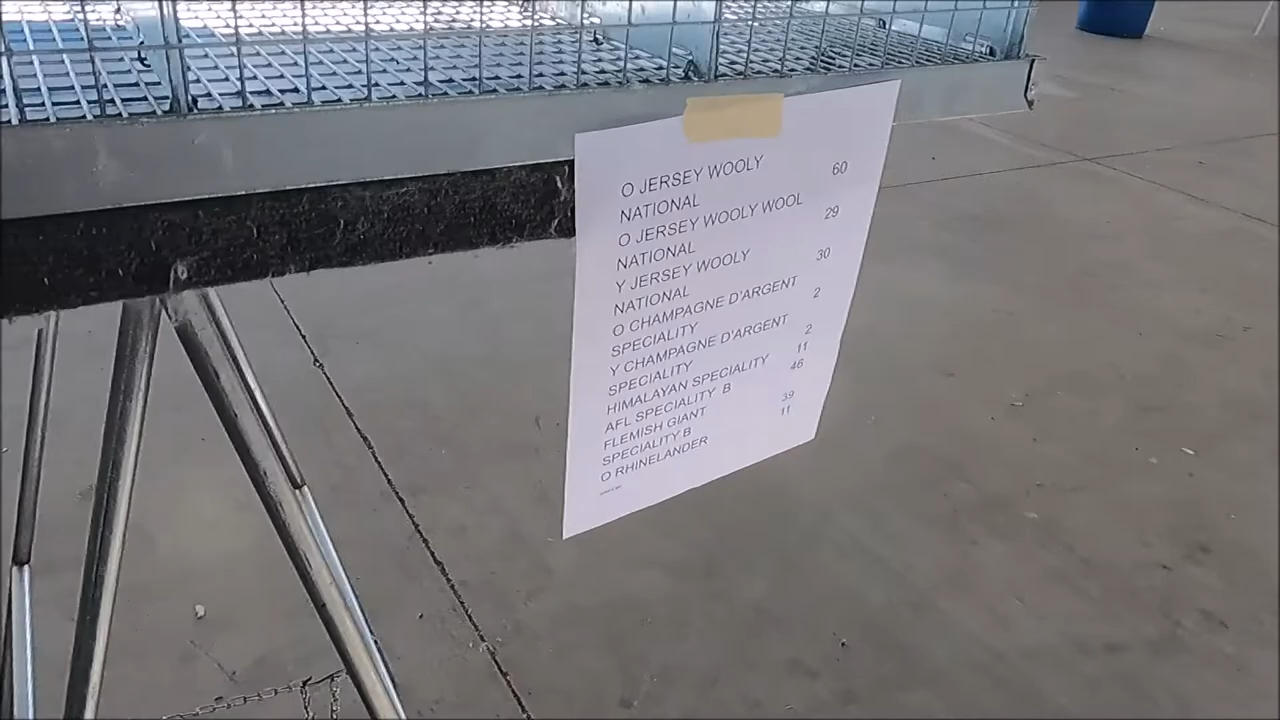 O JERSEY WOOLY 60
NATIONAL
O JERSEY WOOLY WOOL 29
NATIONAL
Y JERSEY WOOLY 30
NATIONAL
O CHAMPAGNE D'ARGENT 2
SPECIALITY
Y CHAMPAGNE D'ARGENT 2
SPECIALITY
HIMALAYAN SPECIALITY 11
AFL SPECIALITY B 46
FLEMISH GIANT 39
SPECIALITY B
O RHINELANDER 11